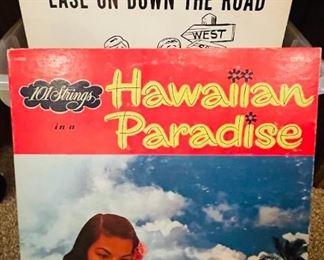 EASE ON DOWN THE ROAD
WEST
101 Strings
in a
Hawaiian
Paradise